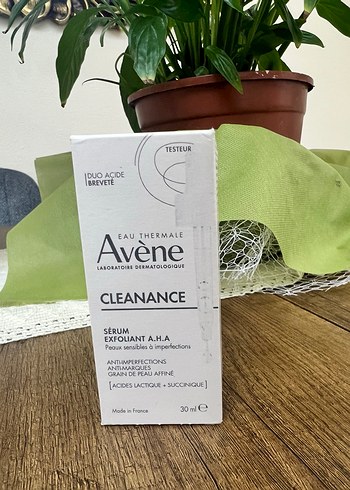 TESTEUR
DUO ACIDE
BREVETÉ
EAU THERMALE
Avène
LABORATOIRE DERMATOLOGIQUE
CLEANANCE
SÉRUM
EXFOLIANT A.H.A
Peaux sensibles à imperfections
ANTI-IMPERFECTIONS
ANTI-MARQUES
GRAIN DE PEAU AFFINÉ
[ACIDES LACTIQUE + SUCCINIQUE]
Made in France 30 ml ℮